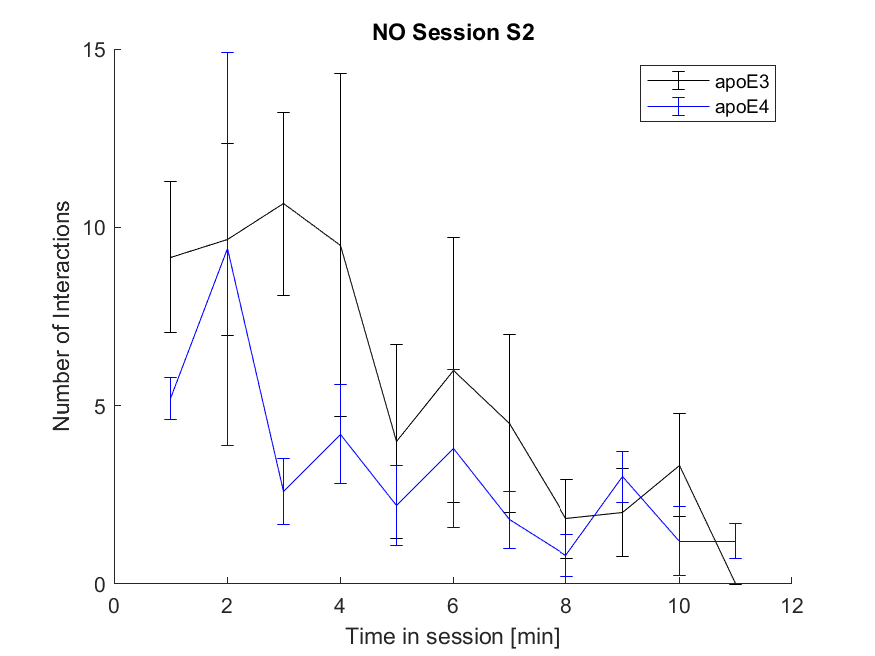 NO Session S2
15
10
5
0
Number of Interactions
apoE3
apoE4
0 2 4 6 8 10 12
Time in session [min]